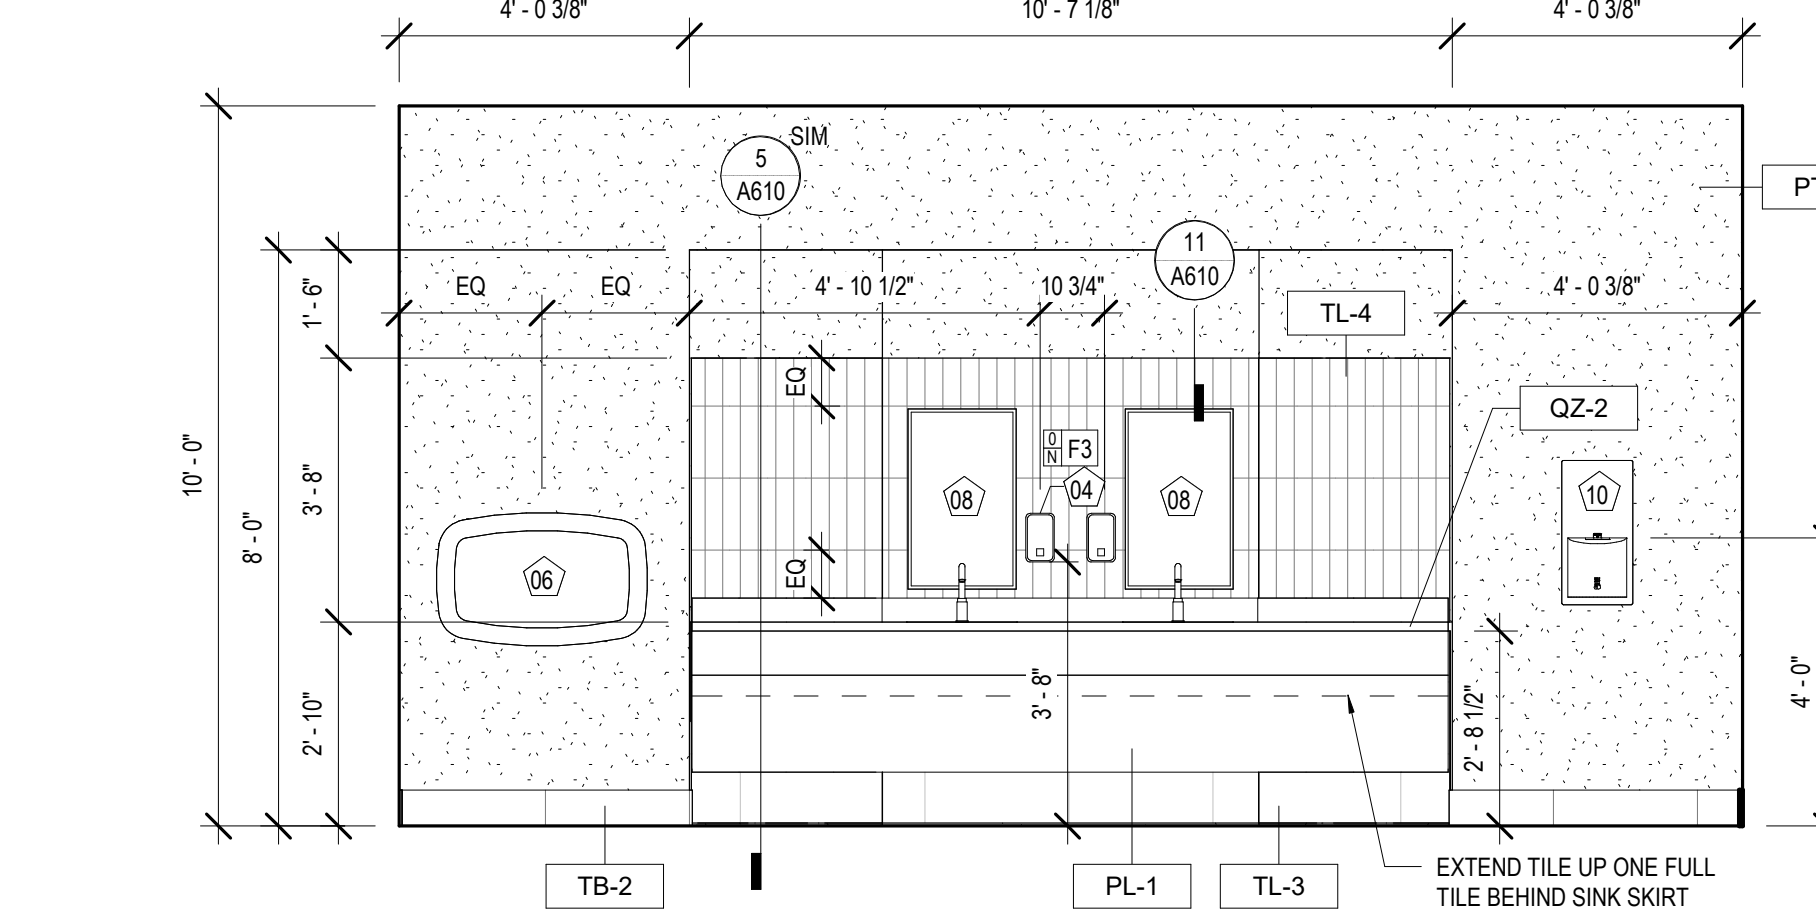 4' - 0 3/8"
10' - 7 1/8"
4' - 0 3/8"
SIM
5
A610
PT
11
A610
EQ
EQ
4' - 10 1/2"
10 3/4"
4' - 0 3/8"
1' - 6"
TL-4
EQ
QZ-2
10' - 0"
8' - 0"
3' - 8"
0
N
F3
08
04
08
10
EQ
06
2' - 10"
3' - 8"
2' - 8 1/2"
4' - 0"
TB-2
PL-1
TL-3
EXTEND TILE UP ONE FULL
TILE BEHIND SINK SKIRT